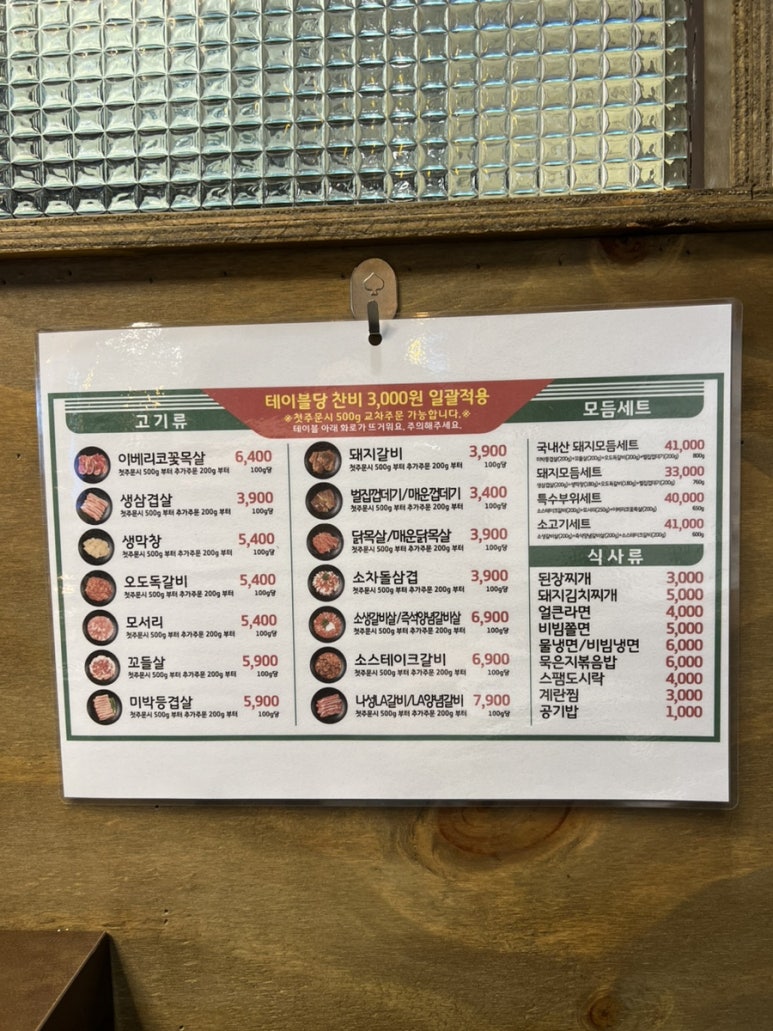 테이블당 찬비 3,000원 일괄적용
※첫주문시 500g 교차주문 가능합니다.※
테이블 아래 화로가 뜨거워요. 주의해주세요.
고기류
이베리코꽃목살 6,400
첫주문시 500g 부터 추가주문 200g 부터 100g당
생삼겹살 3,900
첫주문시 500g 부터 추가주문 200g 부터 100g당
생막창 5,400
첫주문시 500g 부터 추가주문 200g 부터 100g당
오도독갈비 5,400
첫주문시 500g 부터 추가주문 200g 부터 100g당
모서리 5,400
첫주문시 500g 부터 추가주문 200g 부터 100g당
꼬들살 5,900
첫주문시 500g 부터 추가주문 200g 부터 100g당
미박등겹살 5,900
첫주문시 500g 부터 추가주문 200g 부터 100g당
돼지갈비 3,900
첫주문시 500g 부터 추가주문 200g 부터 100g당
벌집껍데기/매운껍데기 3,400
첫주문시 500g 부터 추가주문 200g 부터 100g당
닭목살/매운닭목살 3,900
첫주문시 500g 부터 추가주문 200g 부터 100g당
소차돌삼겹 3,900
첫주문시 500g 부터 추가주문 200g 부터 100g당
소생갈비살/즉석양념갈비살 6,900
첫주문시 500g 부터 추가주문 200g 부터 100g당
소스테이크갈비 6,900
첫주문시 500g 부터 추가주문 200g 부터 100g당
나성LA갈비/LA양념갈비 7,900
첫주문시 500g 부터 추가주문 200g 부터 100g당
모듬세트
국내산 돼지모듬세트 41,000
800g
돼지모듬세트 33,000
760g
특수부위세트 40,000
650g
소고기세트 41,000
600g
식사류
된장찌개 3,000
돼지김치찌개 5,000
얼큰라면 4,000
비빔쫄면 5,000
물냉면/비빔냉면 6,000
묵은지볶음밥 6,000
스팸도시락 4,000
계란찜 3,000
공기밥 1,000